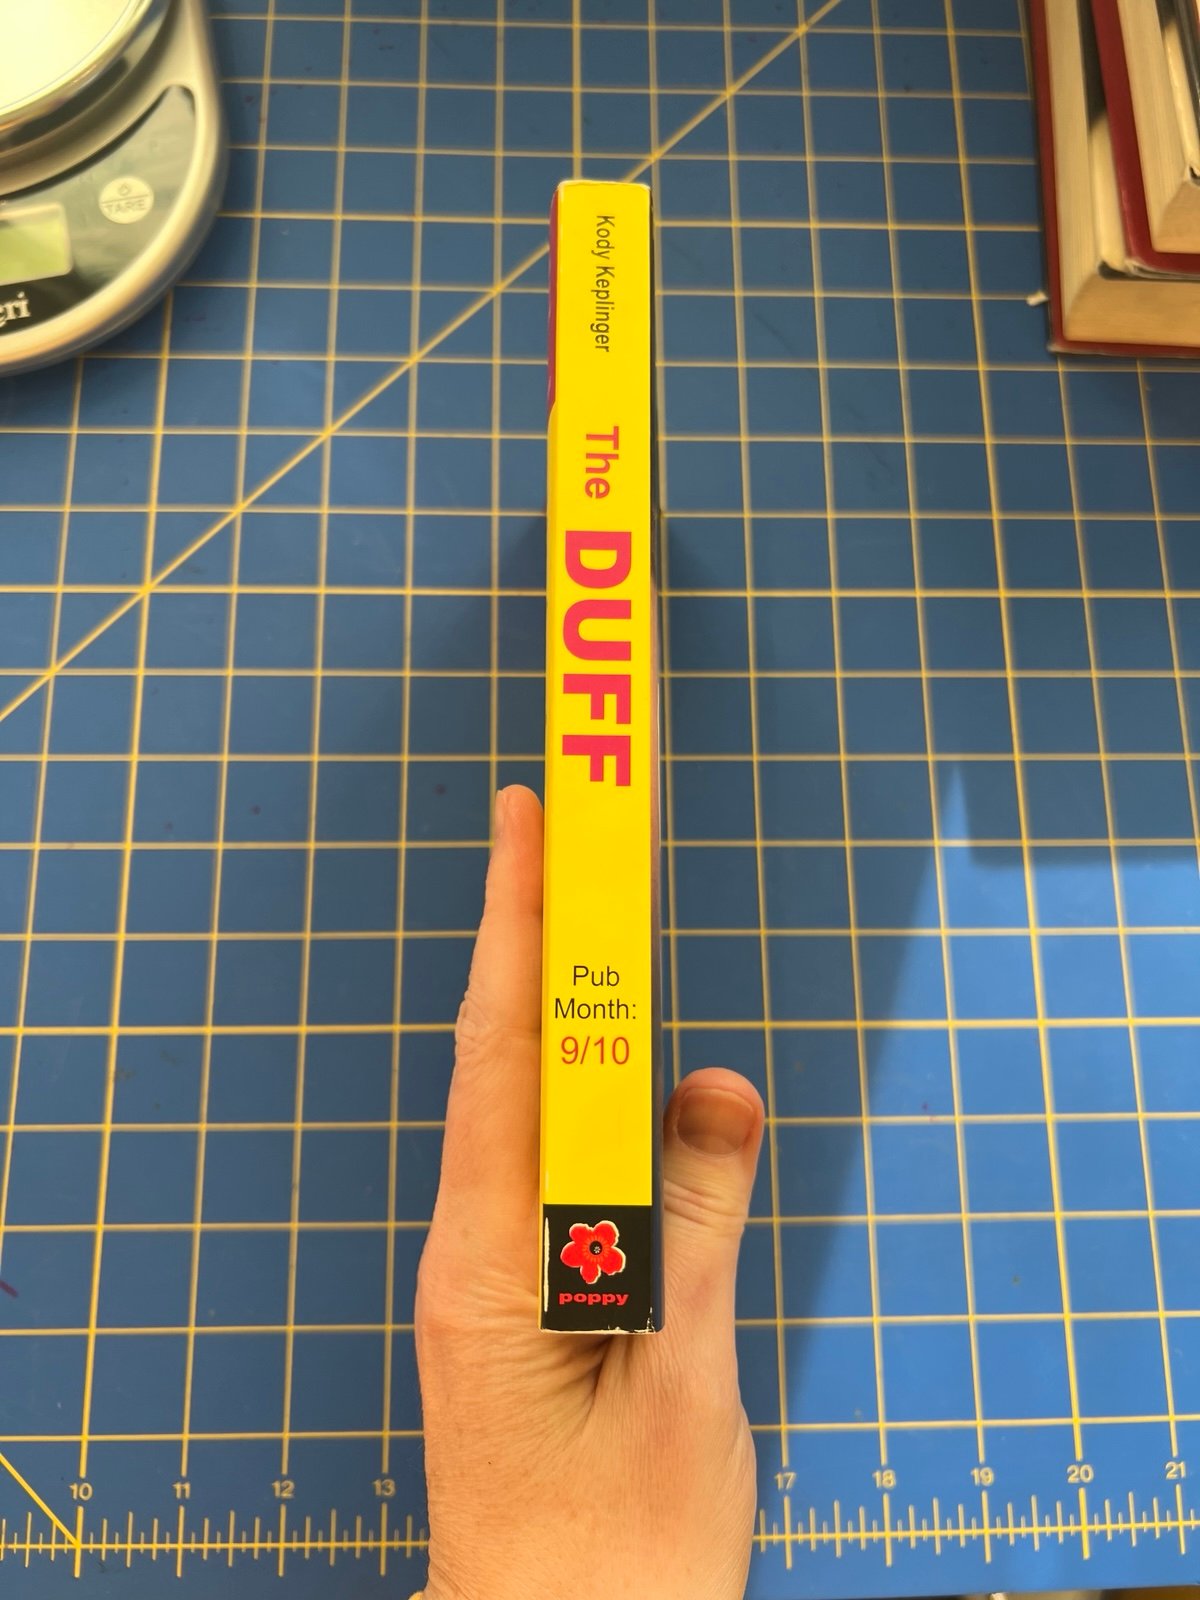 TARE
Kody Keplinger
The DUFF
Pub
Month:
9/10
poppy
10 11 12 13 17 18 19 20 21